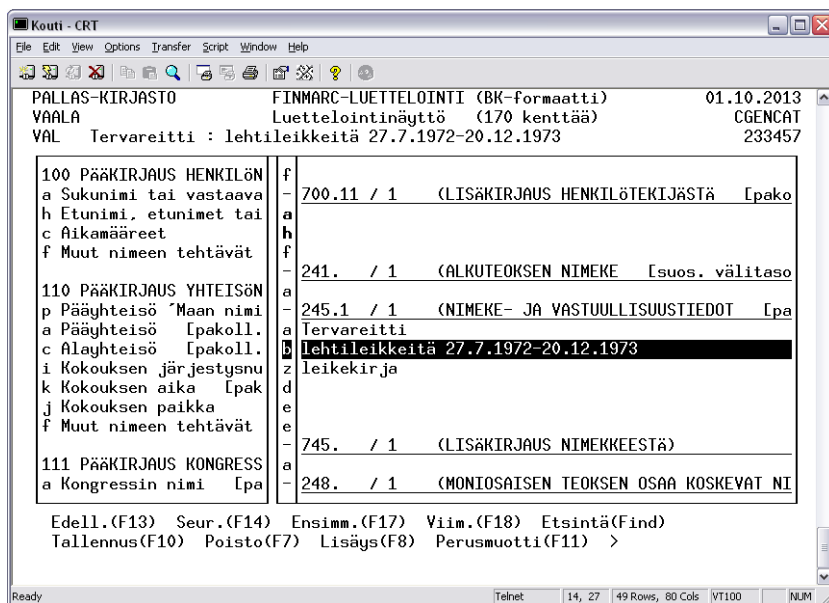 Kouti - CRT
File Edit View Options Transfer Script Window Help
PALLAS-KIRJASTO FINMARC-LUETTELOINTI (BK-formaatti) 01.10.2013
VAALA Luettelointinäyttö (170 kenttää) CGENCAT
VAL Tervareitti : lehtileikkeitä 27.7.1972-20.12.1973 233457
100 PääKIRJAUS HENKILöN f
a Sukunimi tai vastaava - 700.11 / 1 (LISäKIRJAUS HENKILöTEKIJäSTä [pako
h Etunimi, etunimet tai a
c Aikamääreet h
f Muut nimeen tehtävät f
- 241. / 1 (ALKUTEOKSEN NIMEKE [suos. välitaso
110 PääKIRJAUS YHTEISöN a
p Pääyhteisö ´Maan nimi - 245.1 / 1 (NIMEKE- JA VASTUULLISUUSTIEDOT [pa
a Pääyhteisö [pakoll. a Tervareitti
c Alayhteisö [pakoll. b lehtileikkeitä 27.7.1972-20.12.1973
i Kokouksen järjestysnu z leikekirja
k Kokouksen aika [pak d
j Kokouksen paikka e
f Muut nimeen tehtävät e
- 745. / 1 (LISäKIRJAUS NIMEKKEESTä)
111 PääKIRJAUS KONGRESS a
a Kongressin nimi [pa - 248. / 1 (MONIOSAISEN TEOKSEN OSAA KOSKEVAT NI
Edell.(F13) Seur.(F14) Ensimm.(F17) Viim.(F18) Etsintä(Find)
Tallennus(F10) Poisto(F7) Lisäys(F8) Perusmuotti(F11) >
Ready Telnet 14, 27 49 Rows, 80 Cols VT100 NUM